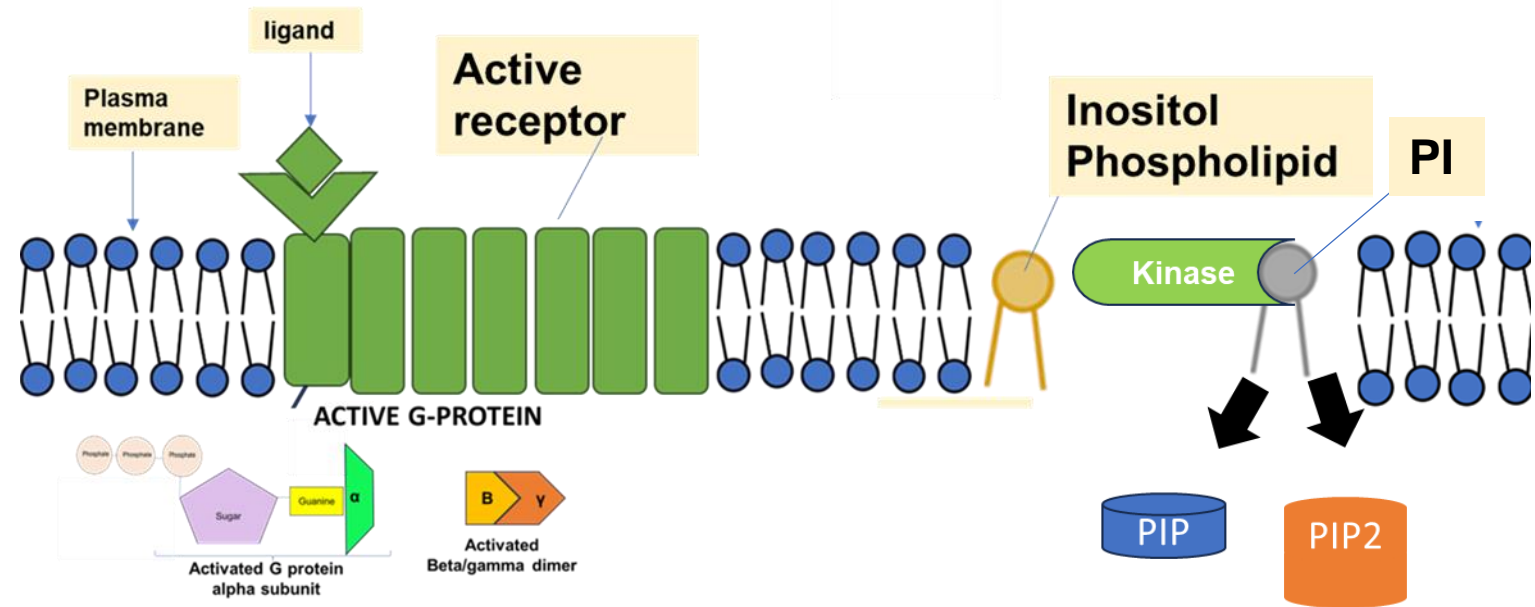 ligand
Plasma
membrane
Active
receptor
Inositol
Phospholipid
PI
Kinase
ACTIVE G-PROTEIN
Phosphate
Phosphate
Phosphate
Sugar
Guanine
α
B
γ
Activated G protein
alpha subunit
Activated
Beta/gamma dimer
PIP
PIP2